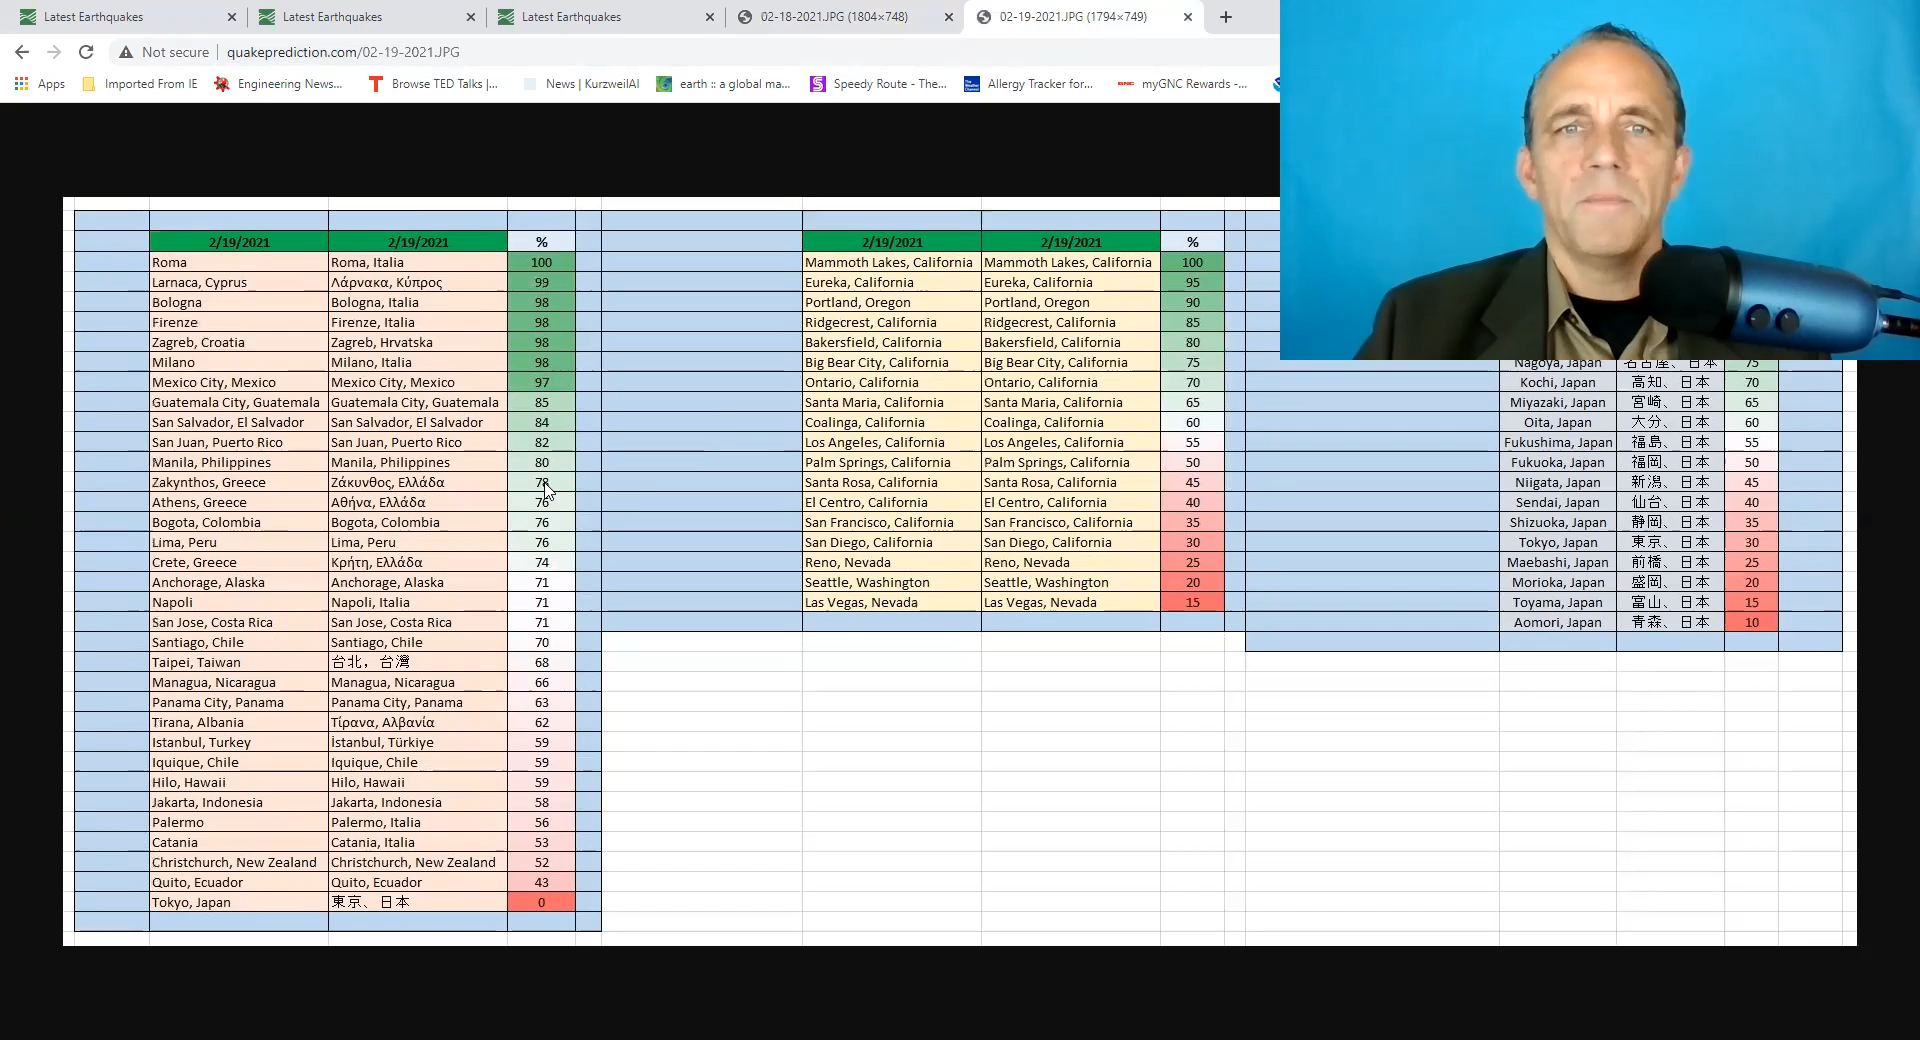 Latest Earthquakes
Latest Earthquakes
Latest Earthquakes
02-18-2021.JPG (1804×748)
02-19-2021.JPG (1794×749)
Not secure
quakeprediction.com/02-19-2021.JPG
Apps
Imported From IE
Engineering News...
Browse TED Talks |...
News | KurzweilAI
earth :: a global ma...
Speedy Route - The...
Allergy Tracker for...
myGNC Rewards -...
2/19/2021 2/19/2021 %
Roma Roma, Italia 100
Larnaca, Cyprus Λάρνακα, Κύπρος 99
Bologna Bologna, Italia 98
Firenze Firenze, Italia 98
Zagreb, Croatia Zagreb, Hrvatska 98
Milano Milano, Italia 98
Mexico City, Mexico Mexico City, Mexico 97
Guatemala City, Guatemala Guatemala City, Guatemala 85
San Salvador, El Salvador San Salvador, El Salvador 84
San Juan, Puerto Rico San Juan, Puerto Rico 82
Manila, Philippines Manila, Philippines 80
Zakynthos, Greece Ζάκυνθος, Ελλάδα 78
Athens, Greece Αθήνα, Ελλάδα 76
Bogota, Colombia Bogota, Colombia 76
Lima, Peru Lima, Peru 76
Crete, Greece Κρήτη, Ελλάδα 74
Anchorage, Alaska Anchorage, Alaska 71
Napoli Napoli, Italia 71
San Jose, Costa Rica San Jose, Costa Rica 71
Santiago, Chile Santiago, Chile 70
Taipei, Taiwan 台北, 台灣 68
Managua, Nicaragua Managua, Nicaragua 66
Panama City, Panama Panama City, Panama 63
Tirana, Albania Τίρανα, Αλβανία 62
Istanbul, Turkey İstanbul, Türkiye 59
Iquique, Chile Iquique, Chile 59
Hilo, Hawaii Hilo, Hawaii 59
Jakarta, Indonesia Jakarta, Indonesia 58
Palermo Palermo, Italia 56
Catania Catania, Italia 53
Christchurch, New Zealand Christchurch, New Zealand 52
Quito, Ecuador Quito, Ecuador 43
Tokyo, Japan 東京、日本 0
2/19/2021 2/19/2021 %
Mammoth Lakes, California Mammoth Lakes, California 100
Eureka, California Eureka, California 95
Portland, Oregon Portland, Oregon 90
Ridgecrest, California Ridgecrest, California 85
Bakersfield, California Bakersfield, California 80
Big Bear City, California Big Bear City, California 75
Ontario, California Ontario, California 70
Santa Maria, California Santa Maria, California 65
Coalinga, California Coalinga, California 60
Los Angeles, California Los Angeles, California 55
Palm Springs, California Palm Springs, California 50
Santa Rosa, California Santa Rosa, California 45
El Centro, California El Centro, California 40
San Francisco, California San Francisco, California 35
San Diego, California San Diego, California 30
Reno, Nevada Reno, Nevada 25
Seattle, Washington Seattle, Washington 20
Las Vegas, Nevada Las Vegas, Nevada 15
Nagoya, Japan 名古屋、日本 75
Kochi, Japan 高知、日本 70
Miyazaki, Japan 宮崎、日本 65
Oita, Japan 大分、日本 60
Fukushima, Japan 福島、日本 55
Fukuoka, Japan 福岡、日本 50
Niigata, Japan 新潟、日本 45
Sendai, Japan 仙台、日本 40
Shizuoka, Japan 静岡、日本 35
Tokyo, Japan 東京、日本 30
Maebashi, Japan 前橋、日本 25
Morioka, Japan 盛岡、日本 20
Toyama, Japan 富山、日本 15
Aomori, Japan 青森、日本 10